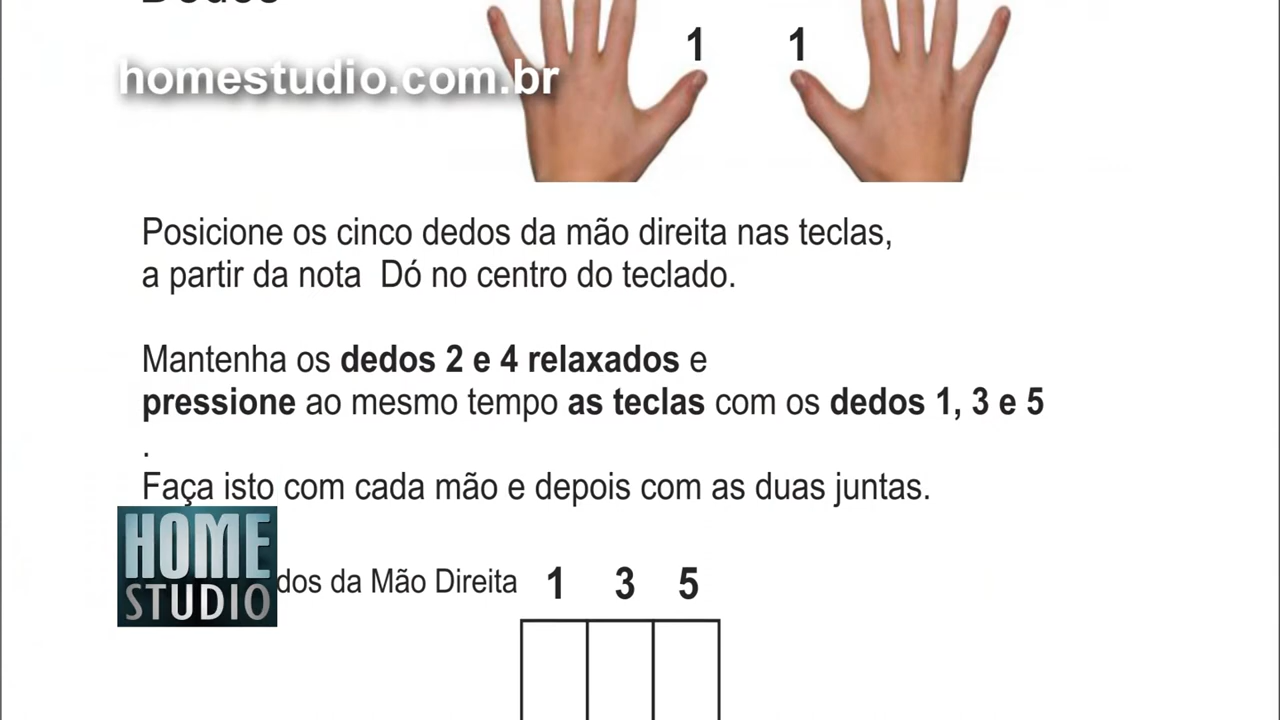 Dedos
1 1
homestudio.com.br
Posicione os cinco dedos da mão direita nas teclas,
a partir da nota Dó no centro do teclado.
Mantenha os dedos 2 e 4 relaxados e
pressione ao mesmo tempo as teclas com os dedos 1, 3 e 5
.
Faça isto com cada mão e depois com as duas juntas.
HOME
STUDIO
dos da Mão Direita 1 3 5